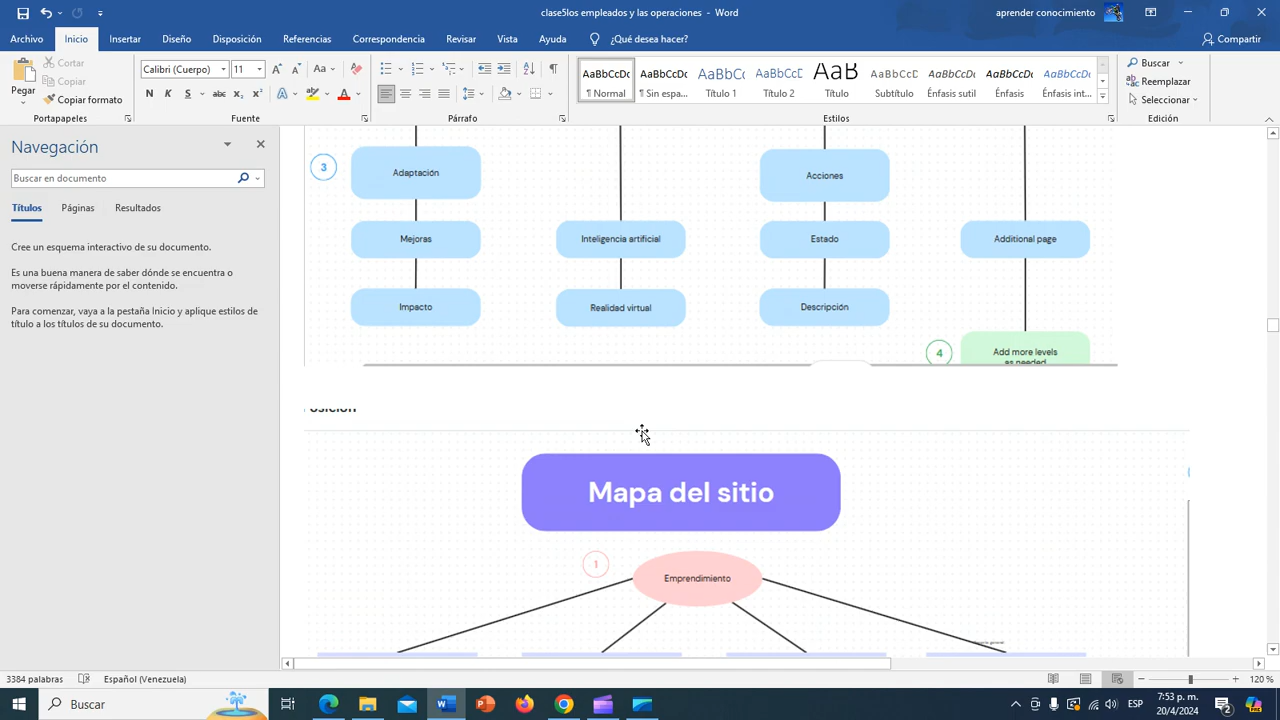 clase5los empleados y las operaciones - Word
aprender conocimiento
Archivo Inicio Insertar Diseño Disposición Referencias Correspondencia Revisar Vista Ayuda ¿Qué desea hacer? Compartir
Pegar
Cortar
Copiar
Copiar formato
Portapapeles
Calibri (Cuerpo) 11
Fuente
Párrafo
AaBbCcDc AaBbCcDc AaBbCc AaBbCcD AaB AaBbCcD AaBbCcDc AaBbCcDc AaBbCcDc
¶ Normal ¶ Sin espa... Título 1 Título 2 Título Subtítulo Énfasis sutil Énfasis Énfasis int...
Estilos
Buscar
Reemplazar
Seleccionar
Edición
Navegación
Buscar en documento
Títulos Páginas Resultados
Cree un esquema interactivo de su documento.
Es una buena manera de saber dónde se encuentra o
moverse rápidamente por el contenido.
Para comenzar, vaya a la pestaña Inicio y aplique estilos de
título a los títulos de su documento.
3 Adaptación Acciones
Mejoras Inteligencia artificial Estado Additional page
Impacto Realidad virtual Descripción
4 Add more levels
as needed
Mapa del sitio
1 Emprendimiento
3384 palabras Español (Venezuela) 120 %
Buscar
ESP
7:53 p. m.
20/4/2024
2